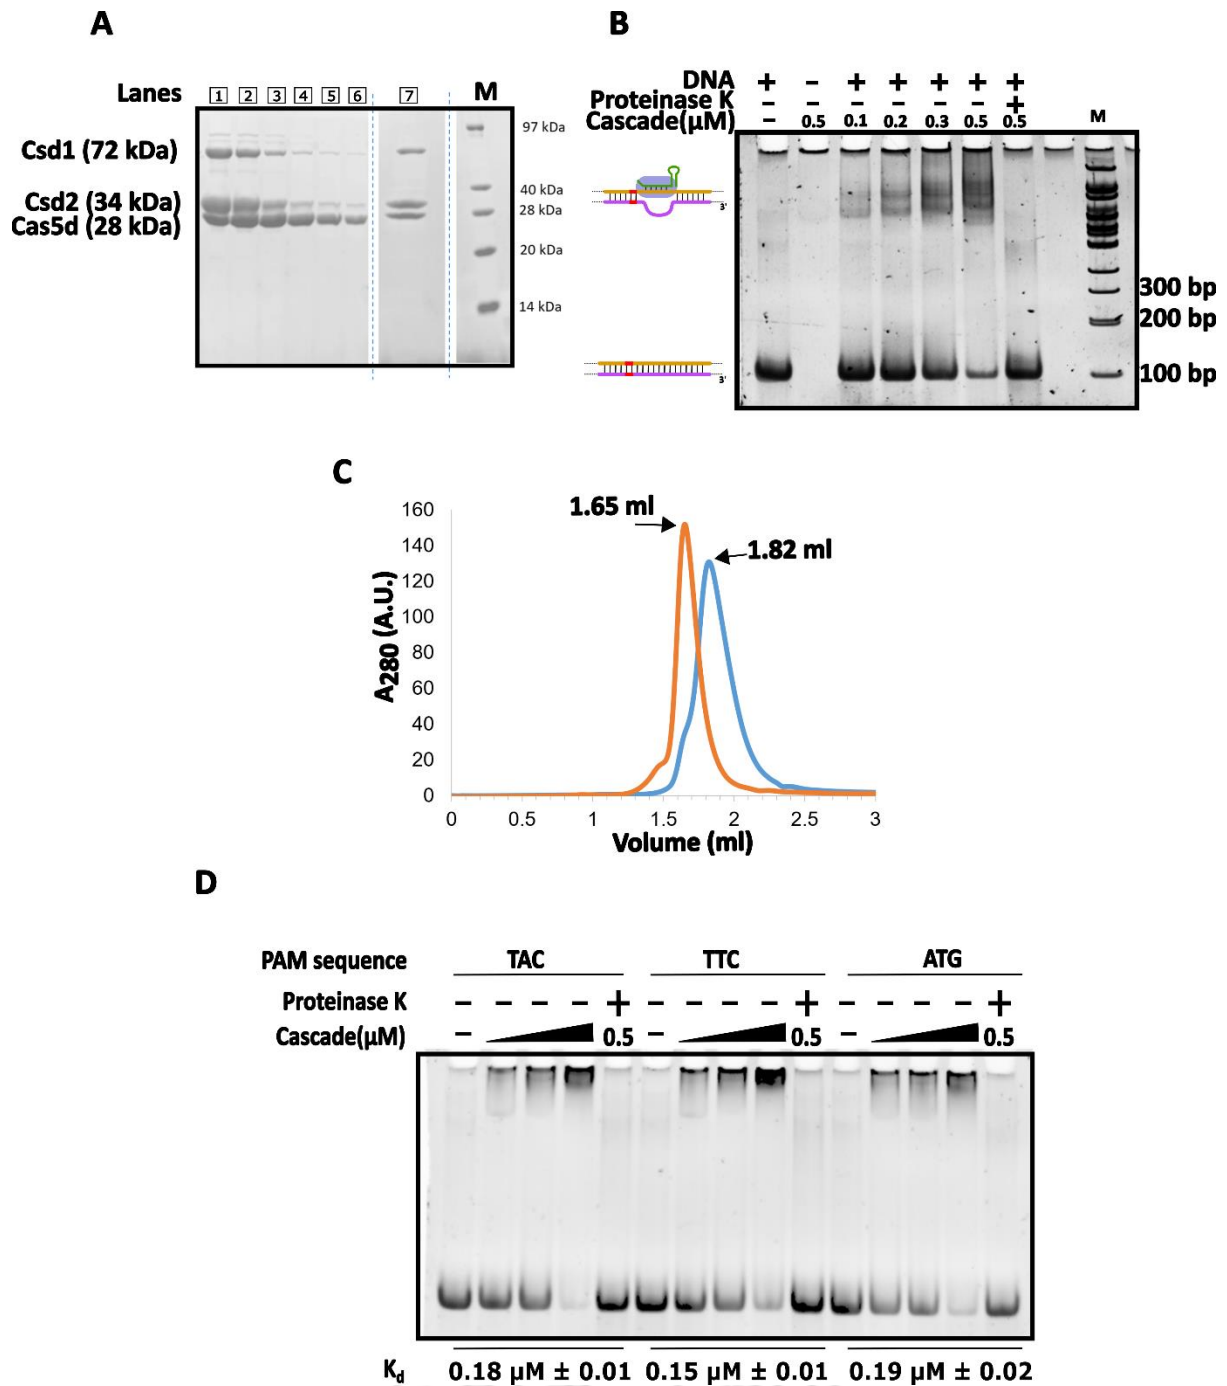 A
Lanes 1 2 3 4 5 6 7 M
Csd1 (72 kDa)
Csd2 (34 kDa)
Cas5d (28 kDa)
97 kDa
40 kDa
28 kDa
20 kDa
14 kDa
B
DNA + − + + + + +
Proteinase K − − − − − − +
Cascade(μM) − 0.5 0.1 0.2 0.3 0.5 0.5 M
3'
3'
300 bp
200 bp
100 bp
C
1.65 ml
1.82 ml
A280 (A.U.)
160
140
120
100
80
60
40
20
0
0 0.5 1 1.5 2 2.5 3
Volume (ml)
D
PAM sequence TAC TTC ATG
Proteinase K − − − − + − − − − + − − − − +
Cascade(μM) − 0.5 − 0.5 − 0.5
Kd 0.18 μM ± 0.01 0.15 μM ± 0.01 0.19 μM ± 0.02